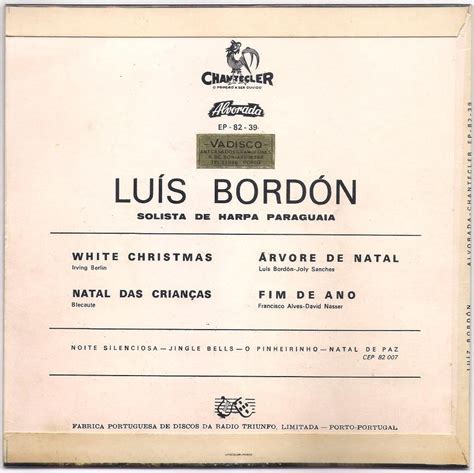 CHANTECLER
O PRIMEIRO A SER OUVIDO
Alvorada
EP - 82 - 39
VADISCO
LUÍS BORDÓN
SOLISTA DE HARPA PARAGUAIA
WHITE CHRISTMAS
Irving Berlin
NATAL DAS CRIANÇAS
Blecaute
ÁRVORE DE NATAL
Luís Bordón-Joly Sanches
FIM DE ANO
Francisco Alves-David Nasser
NOITE SILENCIOSA — JINGLE BELLS — O PINHEIRINHO — NATAL DE PAZ
CEP 82 007
FABRICA PORTUGUESA DE DISCOS DA RADIO TRIUNFO, LIMITADA — PORTO-PORTUGAL
LUÍZ BORDÓN ALVORADA-CHANTECLER EP-82-39